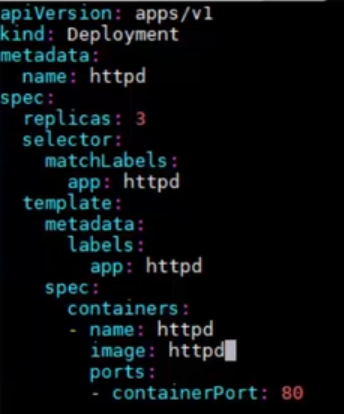 apiVersion: apps/v1
kind: Deployment
metadata:
  name: httpd
spec:
  replicas: 3
  selector:
    matchLabels:
      app: httpd
  template:
    metadata:
      labels:
        app: httpd
    spec:
      containers:
      - name: httpd
        image: httpd
        ports:
        - containerPort: 80